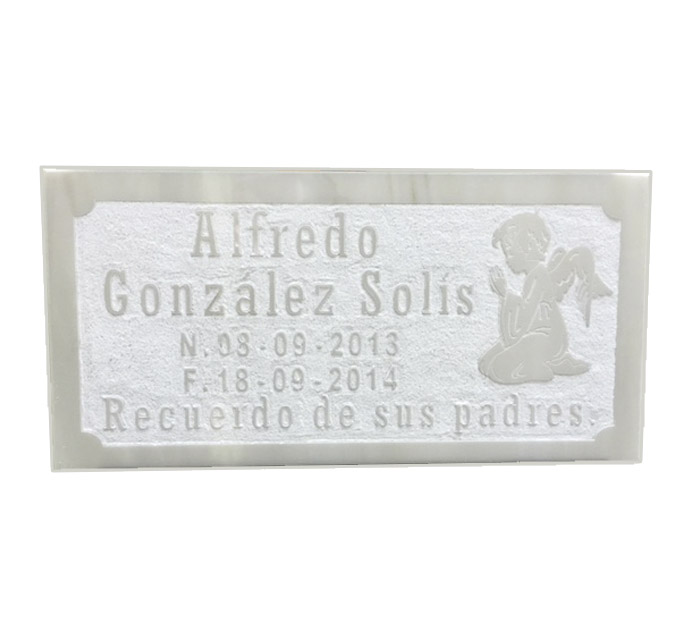 Alfredo
González Solís
N. 08-09-2013
F. 18-09-2014
Recuerdo de sus padres.